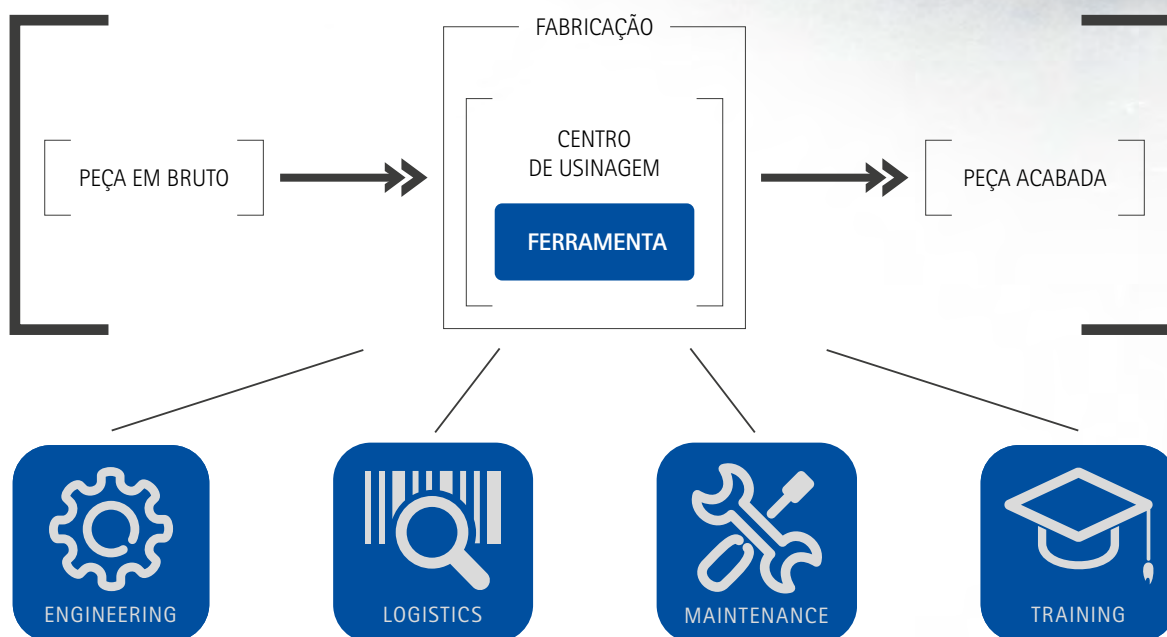 FABRICAÇÃO
PEÇA EM BRUTO
CENTRO
DE USINAGEM
FERRAMENTA
PEÇA ACABADA
ENGINEERING
LOGISTICS
MAINTENANCE
TRAINING